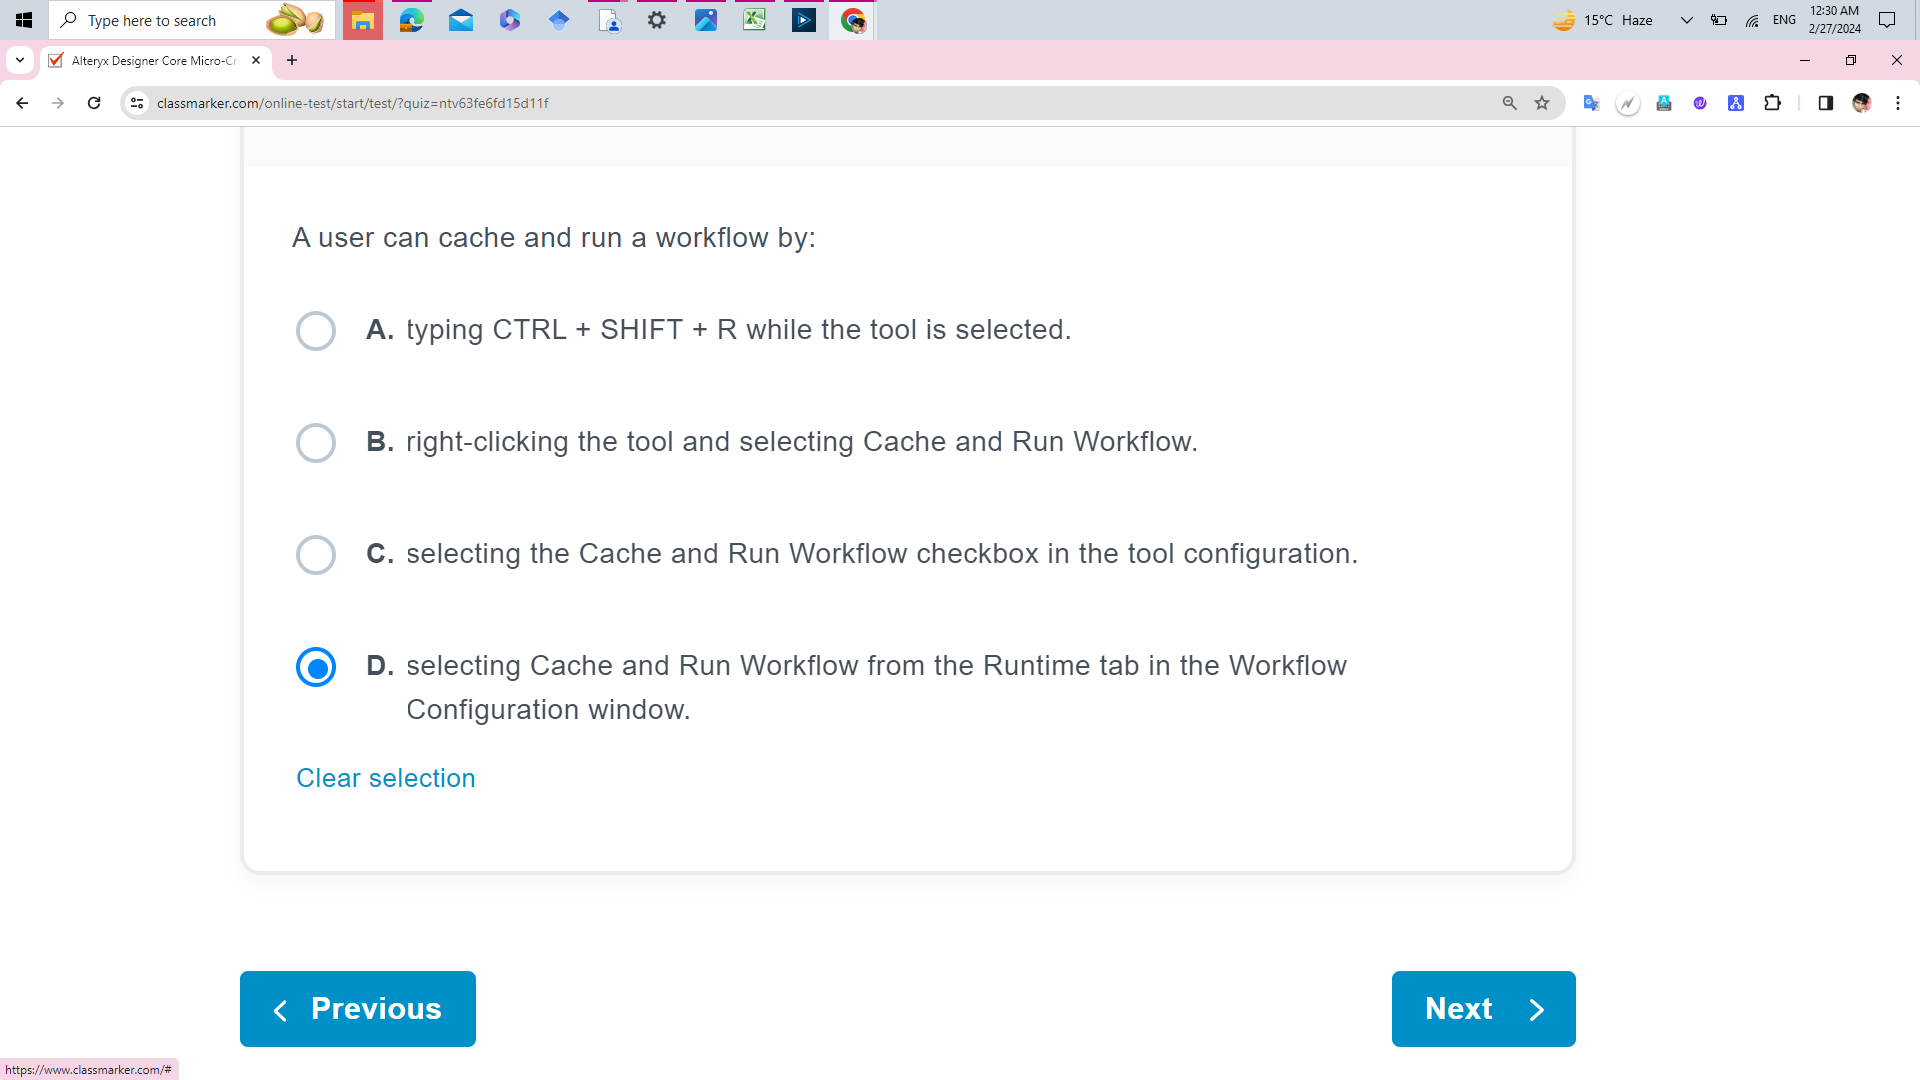 Type here to search
15°C Haze
ENG
12:30 AM
2/27/2024
Alteryx Designer Core Micro-Cr
classmarker.com/online-test/start/test/?quiz=ntv63fe6fd15d11f
A user can cache and run a workflow by:
A. typing CTRL + SHIFT + R while the tool is selected.
B. right-clicking the tool and selecting Cache and Run Workflow.
C. selecting the Cache and Run Workflow checkbox in the tool configuration.
D. selecting Cache and Run Workflow from the Runtime tab in the Workflow
Configuration window.
Clear selection
Previous
Next
https://www.classmarker.com/#